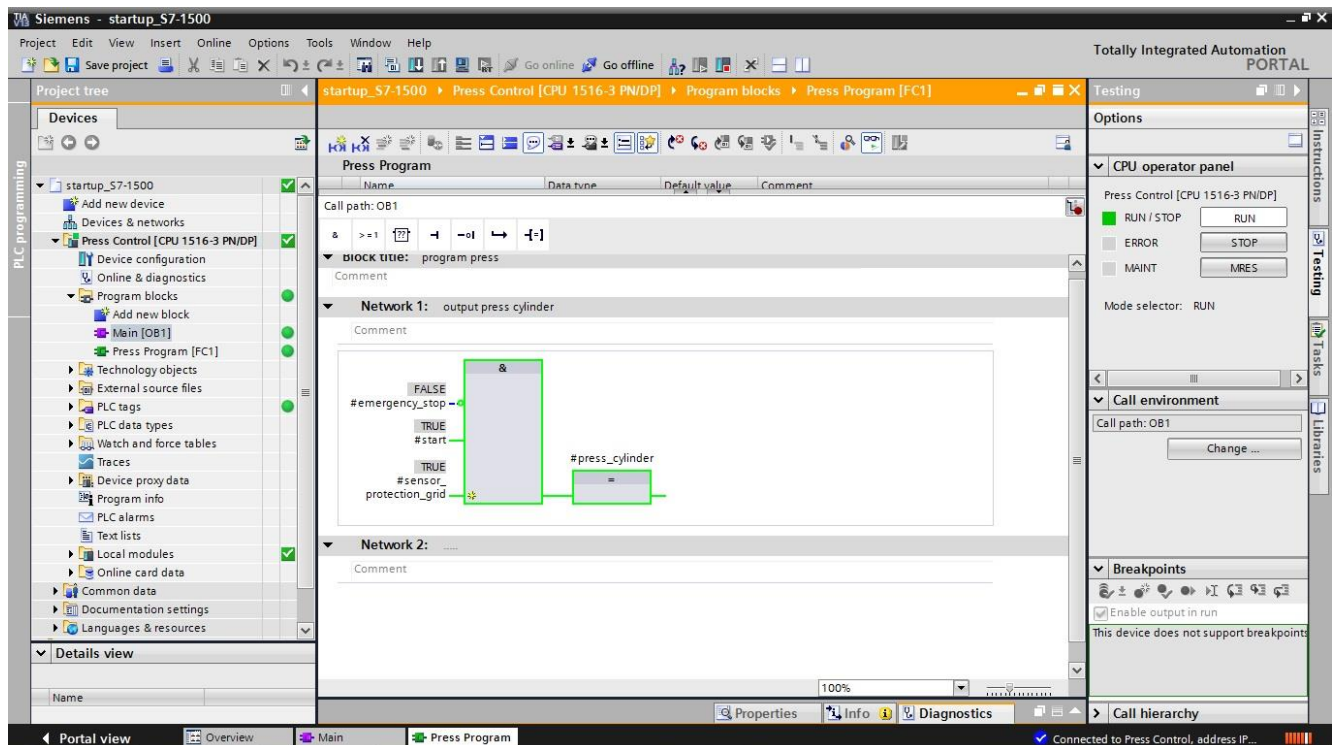 Siemens - startup_S7-1500
Project Edit View Insert Online Options Tools Window Help
Save project Go online Go offline
Totally Integrated Automation
PORTAL
Project tree
Devices
PLC programming
startup_S7-1500
Add new device
Devices & networks
Press Control [CPU 1516-3 PN/DP]
Device configuration
Online & diagnostics
Program blocks
Add new block
Main [OB1]
Press Program [FC1]
Technology objects
External source files
PLC tags
PLC data types
Watch and force tables
Traces
Device proxy data
Program info
PLC alarms
Text lists
Local modules
Online card data
Common data
Documentation settings
Languages & resources
Details view
Name
startup_S7-1500 Press Control [CPU 1516-3 PN/DP] Program blocks Press Program [FC1]
Press Program
Name Data type Default value Comment
Call path: OB1
& >=1 ?? -[=]
Block title: program press
Comment
Network 1: output press cylinder
Comment
&
FALSE
#emergency_stop
TRUE
#start
TRUE
#sensor_
protection_grid
#press_cylinder
=
Network 2: .....
Comment
100%
Properties Info Diagnostics
Testing
Options
CPU operator panel
Press Control [CPU 1516-3 PN/DP]
RUN / STOP RUN
ERROR STOP
MAINT MRES
Mode selector: RUN
Call environment
Call path: OB1
Change ...
Breakpoints
Enable output in run
This device does not support breakpoints
Call hierarchy
Instructions
Testing
Tasks
Libraries
Portal view Overview Main Press Program
Connected to Press Control, address IP...